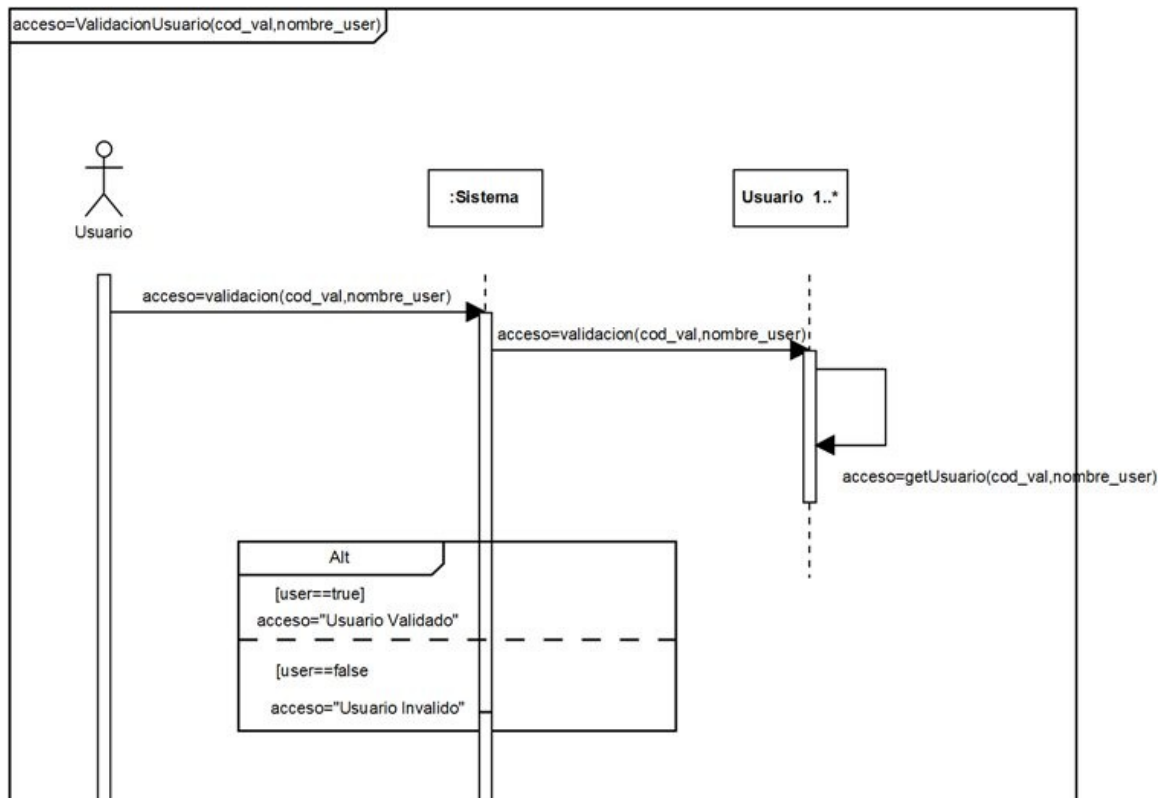 acceso=ValidacionUsuario(cod_val,nombre_user)
:Sistema
Usuario 1..*
Usuario
acceso=validacion(cod_val,nombre_user)
acceso=validacion(cod_val,nombre_user)
acceso=getUsuario(cod_val,nombre_user)
Alt
[user==true]
acceso="Usuario Validado"
[user==false
acceso="Usuario Invalido"